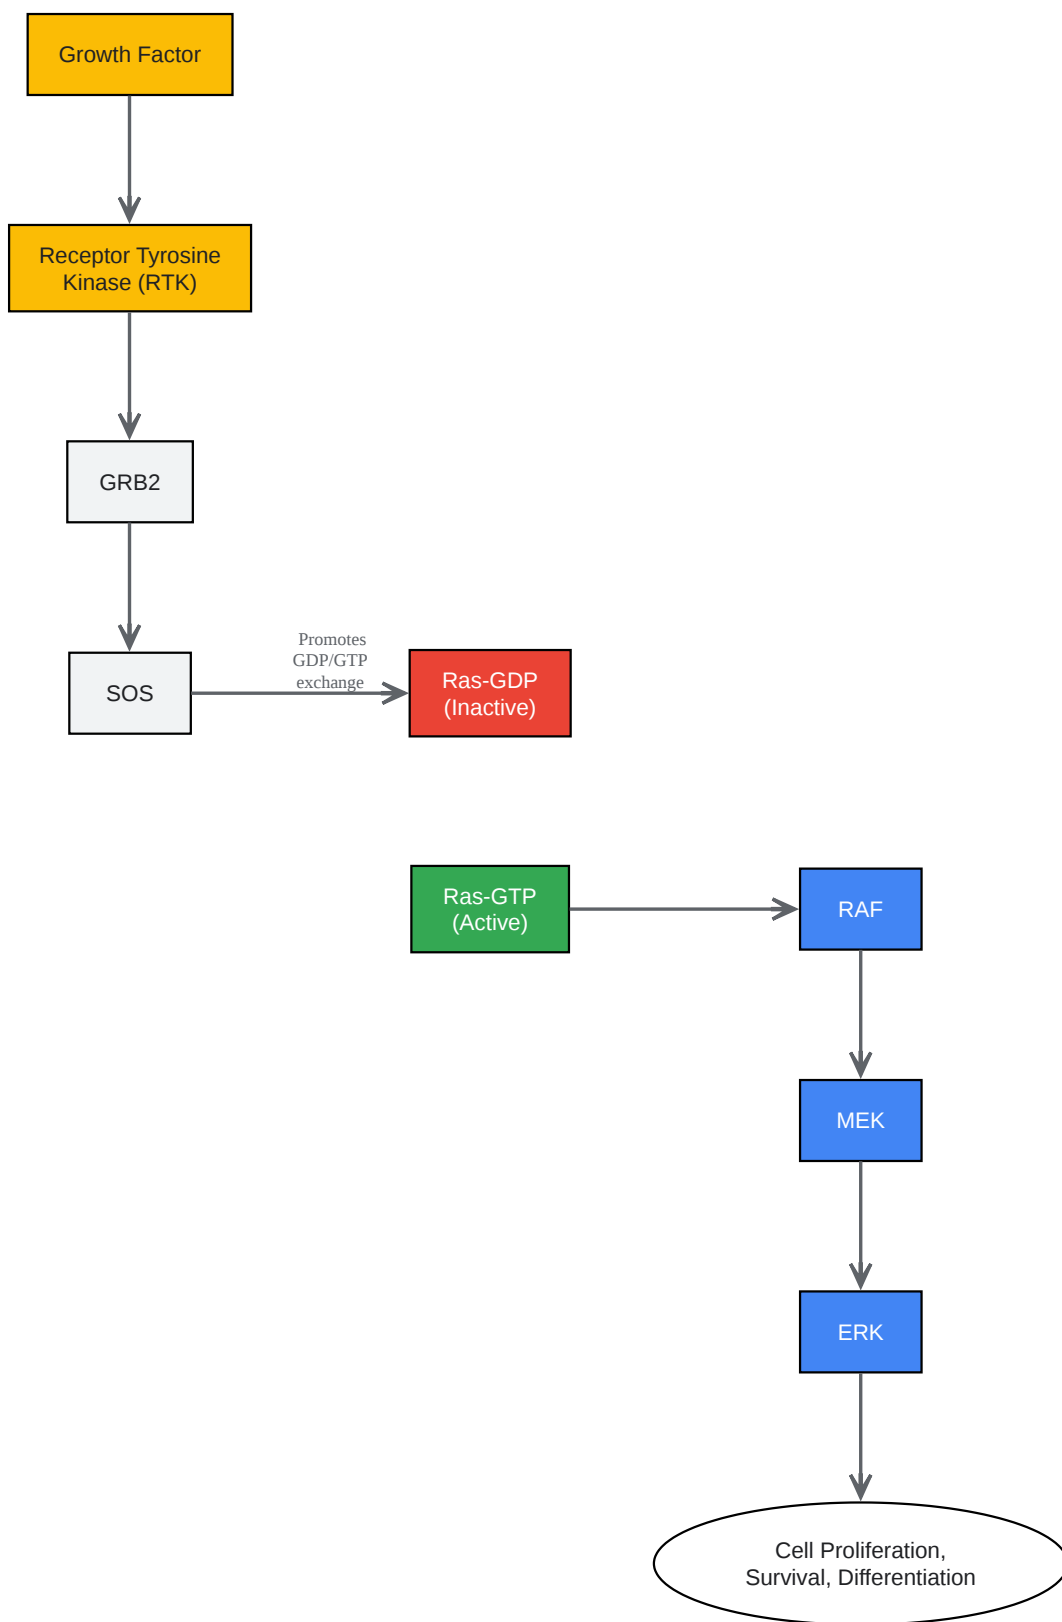 Growth Factor
Receptor Tyrosine
Kinase (RTK)
GRB2
SOS
Promotes
GDP/GTP
exchange
Ras-GDP
(Inactive)
Ras-GTP
(Active)
RAF
MEK
ERK
Cell Proliferation,
Survival, Differentiation